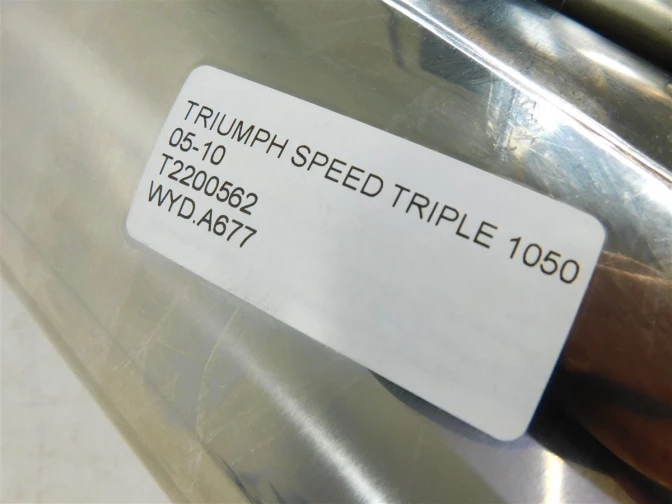 TRIUMPH SPEED TRIPLE 1050
05-10
T2200562
WYD.A677